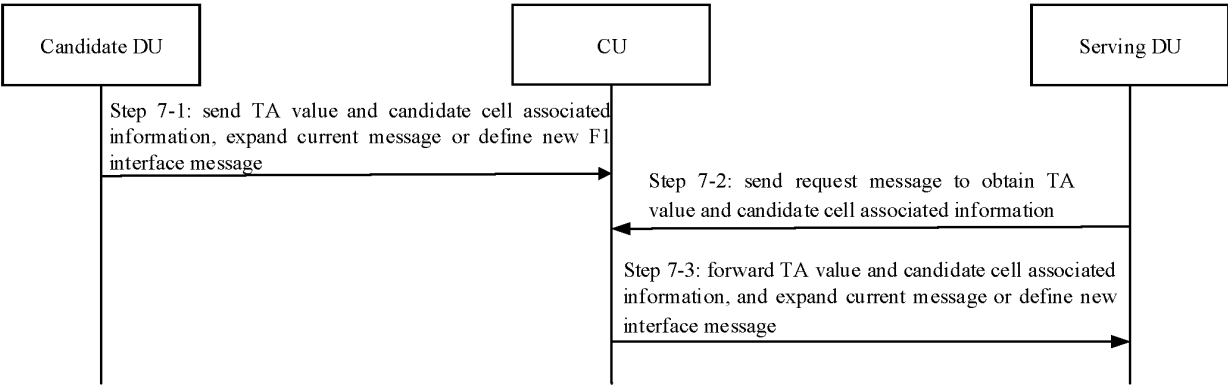 Candidate DU
CU
Serving DU
Step 7-1: send TA value and candidate cell associated
information, expand current message or define new F1
interface message
Step 7-2: send request message to obtain TA
value and candidate cell associated information
Step 7-3: forward TA value and candidate cell associated
information, and expand current message or define new
interface message